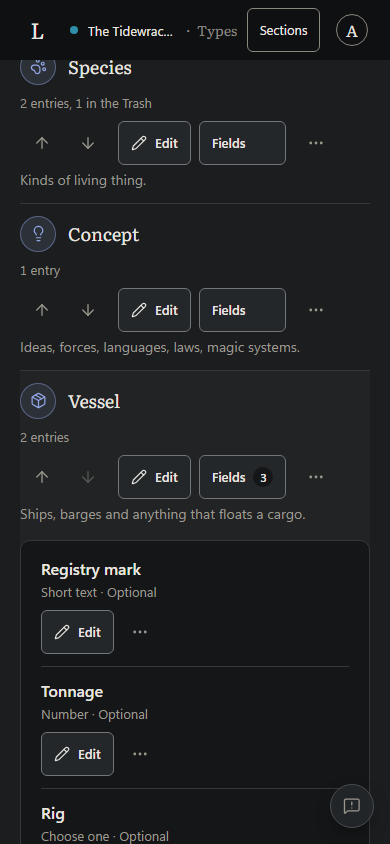 L
The Tidewrac... · Types
Sections
A
Species
2 entries, 1 in the Trash
Edit
Fields
Kinds of living thing.
Concept
1 entry
Edit
Fields
Ideas, forces, languages, laws, magic systems.
Vessel
2 entries
Edit
Fields 3
Ships, barges and anything that floats a cargo.
Registry mark
Short text · Optional
Edit
Tonnage
Number · Optional
Edit
Rig
Choose one · Optional